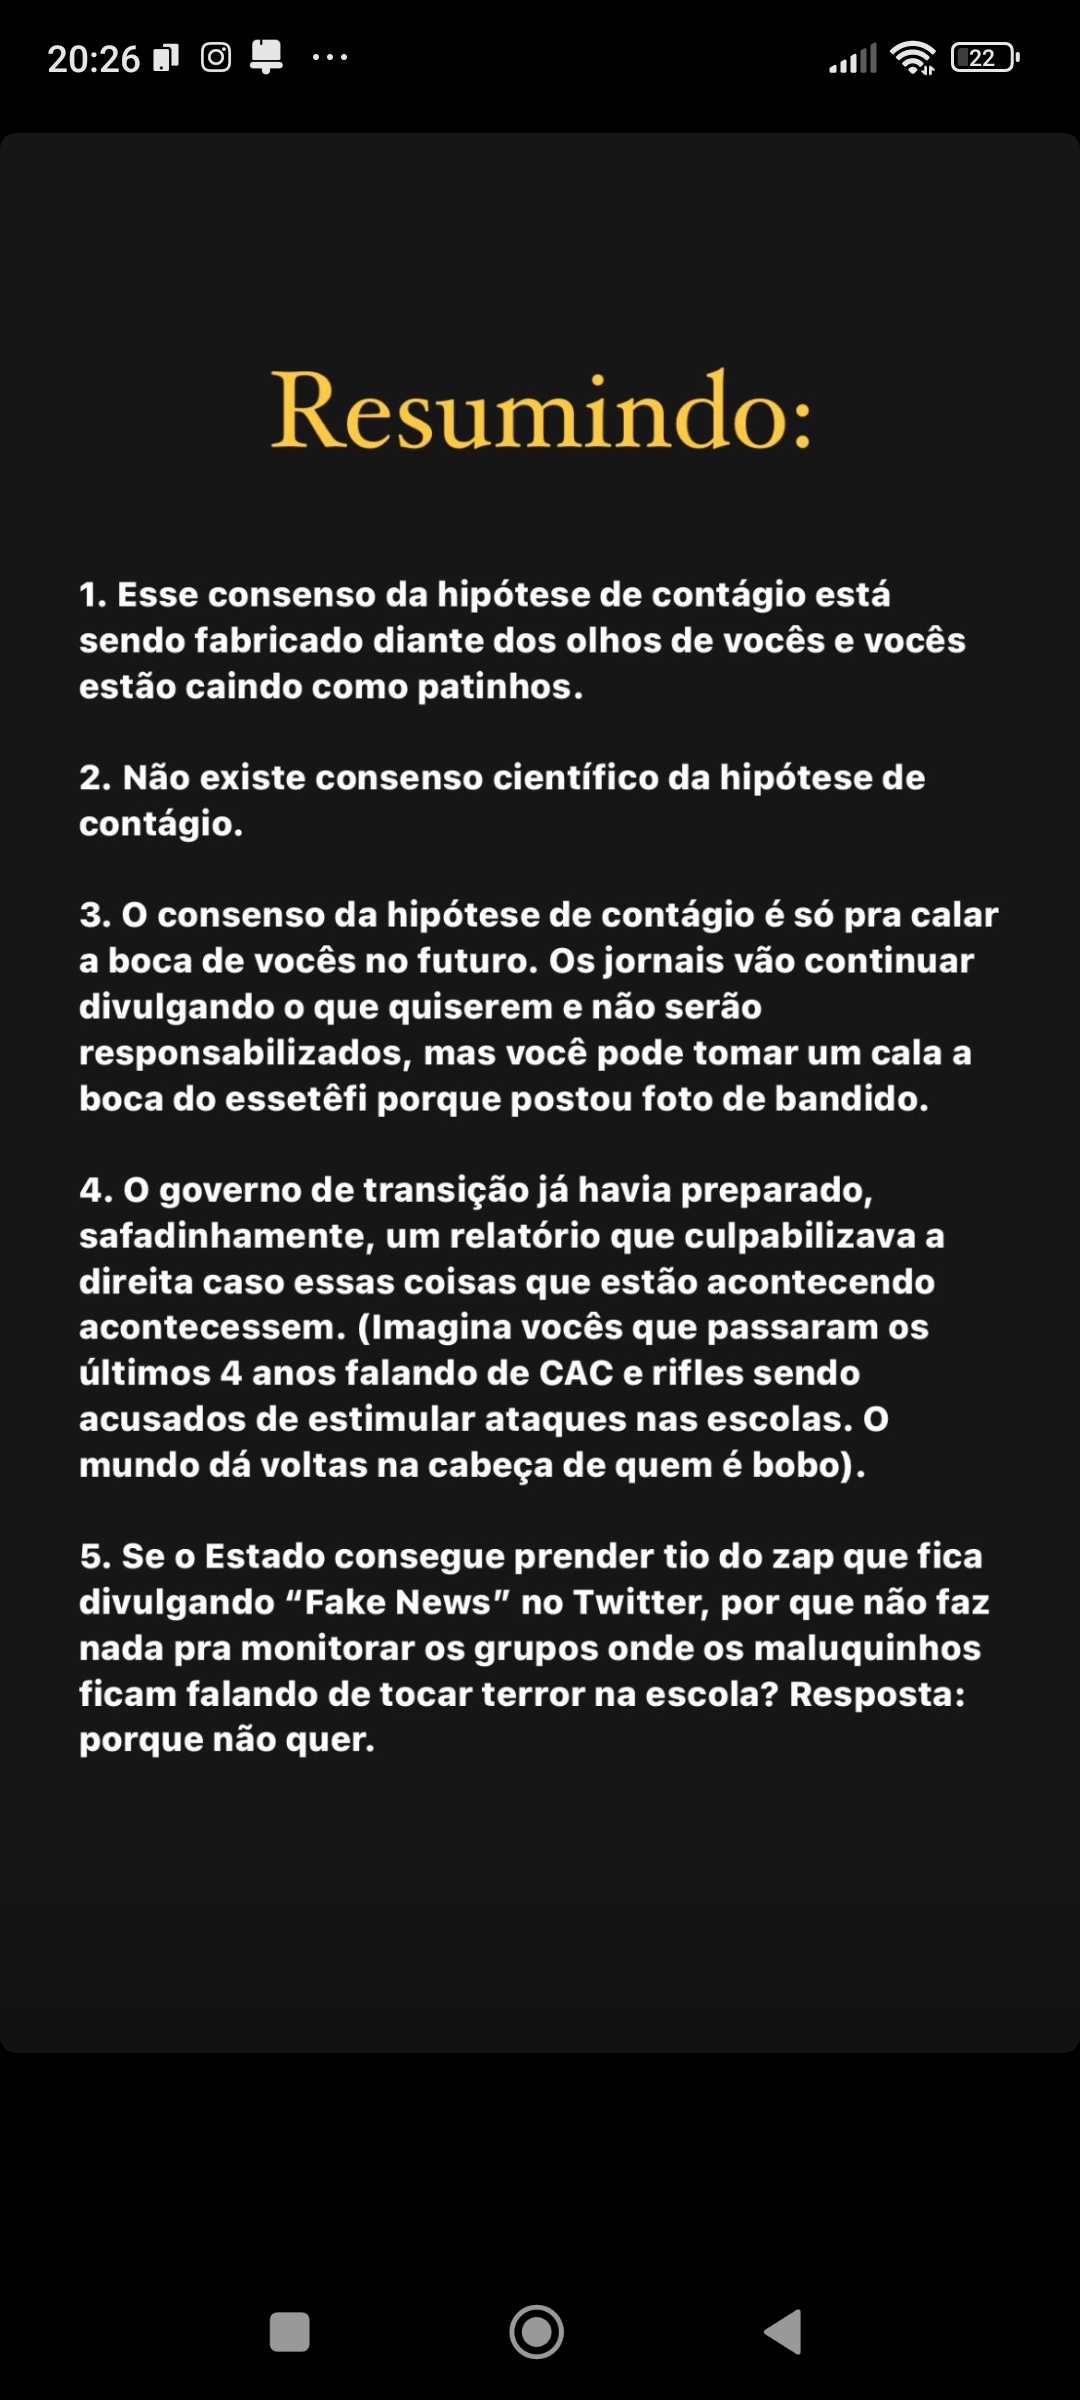 20:26
22
Resumindo:
1. Esse consenso da hipótese de contágio está
sendo fabricado diante dos olhos de vocês e vocês
estão caindo como patinhos.
2. Não existe consenso científico da hipótese de
contágio.
3. O consenso da hipótese de contágio é só pra calar
a boca de vocês no futuro. Os jornais vão continuar
divulgando o que quiserem e não serão
responsabilizados, mas você pode tomar um cala a
boca do essetêfi porque postou foto de bandido.
4. O governo de transição já havia preparado,
safadinhamente, um relatório que culpabilizava a
direita caso essas coisas que estão acontecendo
acontecessem. (Imagina vocês que passaram os
últimos 4 anos falando de CAC e rifles sendo
acusados de estimular ataques nas escolas. O
mundo dá voltas na cabeça de quem é bobo).
5. Se o Estado consegue prender tio do zap que fica
divulgando “Fake News” no Twitter, por que não faz
nada pra monitorar os grupos onde os maluquinhos
ficam falando de tocar terror na escola? Resposta:
porque não quer.